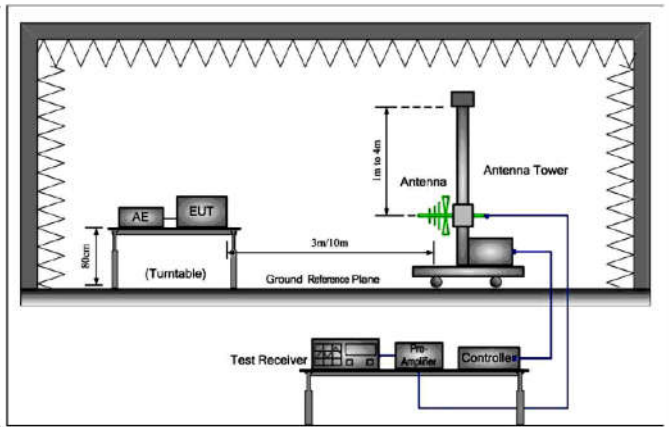 1m to 4m
Antenna
Antenna Tower
AE
EUT
80cm
(Turntable)
3m/10m
Ground Reference Plane
Test Receiver
Pre-
Amplifier
Controller